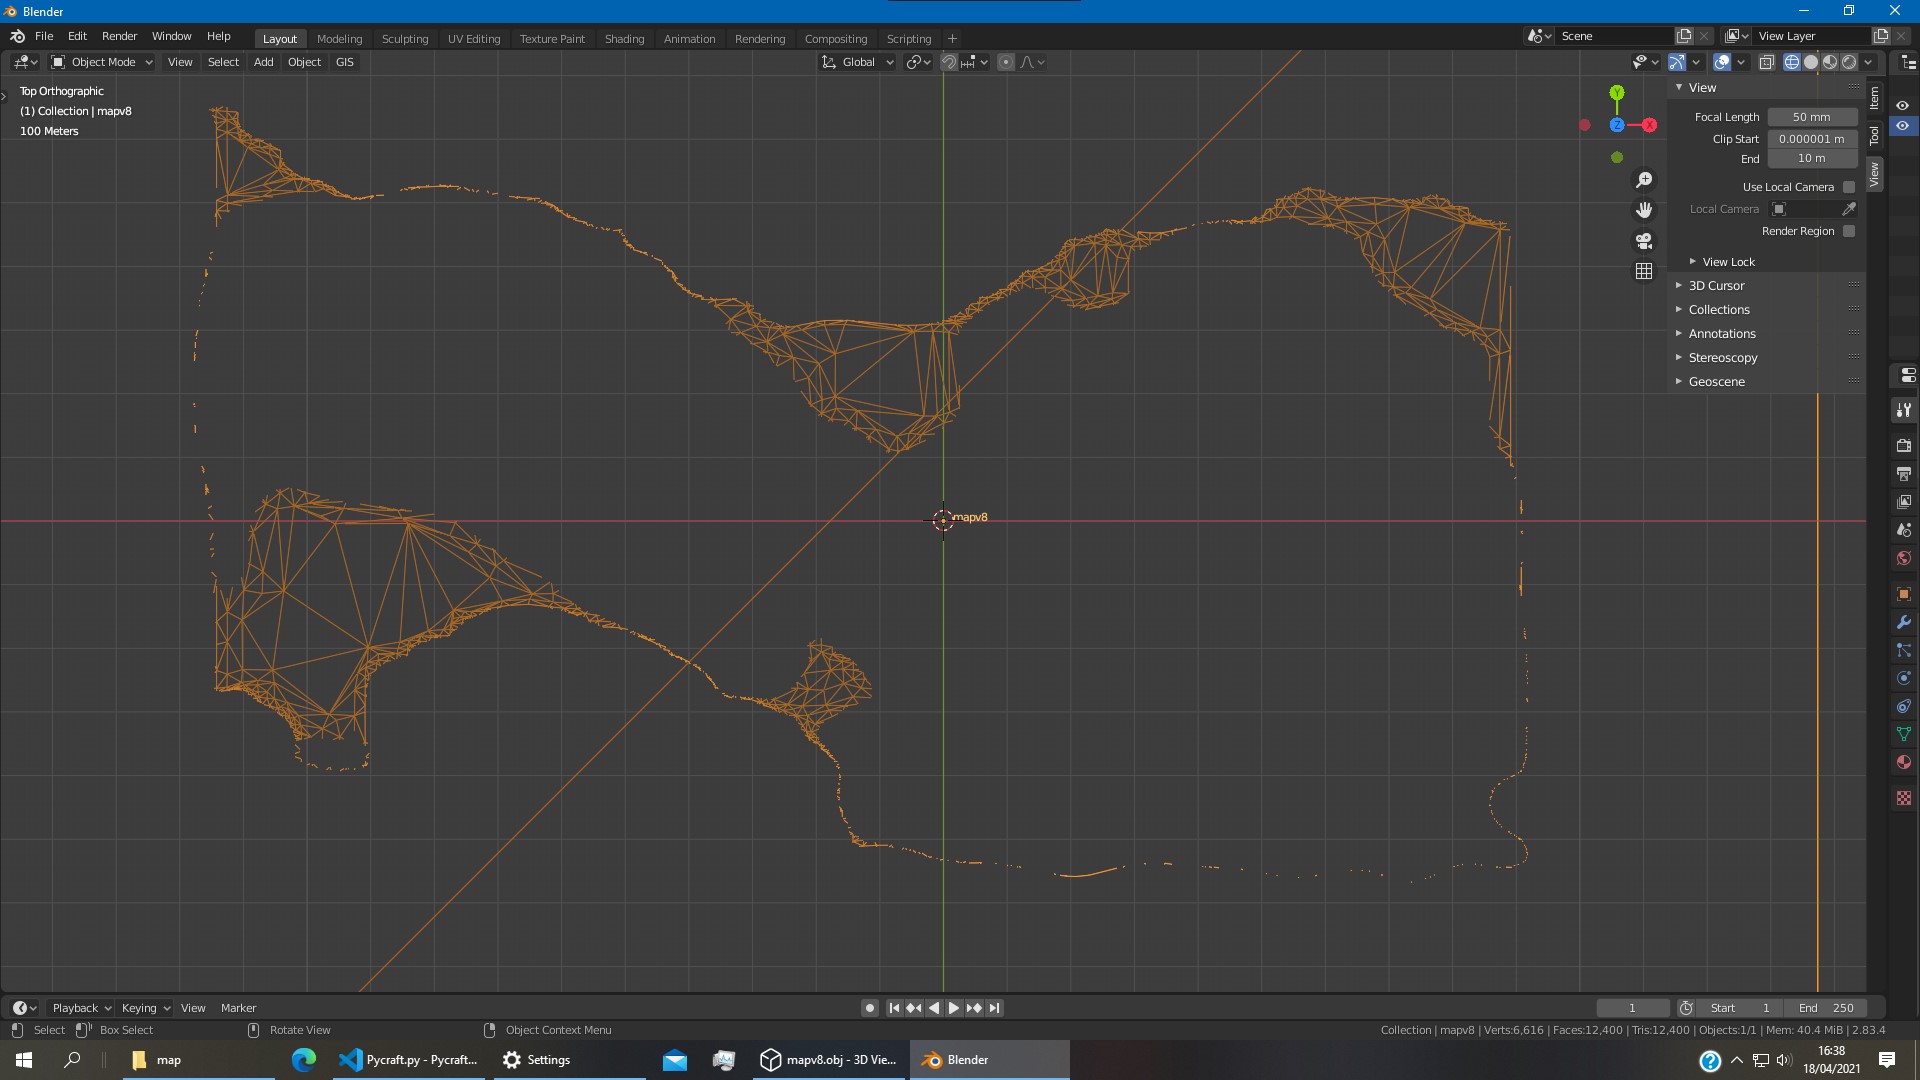 Blender
File Edit Render Window Help Layout Modeling Sculpting UV Editing Texture Paint Shading Animation Rendering Compositing Scripting + Scene View Layer
Object Mode View Select Add Object GIS Global
Top Orthographic
(1) Collection | mapv8
100 Meters
Y
X
Z
View
Focal Length 50 mm
Clip Start 0.000001 m
End 10 m
Use Local Camera
Local Camera
Render Region
View Lock
3D Cursor
Collections
Annotations
Stereoscopy
Geoscene
Item
Tool
View
mapv8
Playback Keying View Marker 1 Start 1 End 250
Select Box Select Rotate View Object Context Menu Collection | mapv8 | Verts:6,616 | Faces:12,400 | Tris:12,400 | Objects:1/1 | Mem: 40.4 MiB | 2.83.4
map Pycraft.py - Pycraft... Settings mapv8.obj - 3D Vie... Blender 16:38
18/04/2021